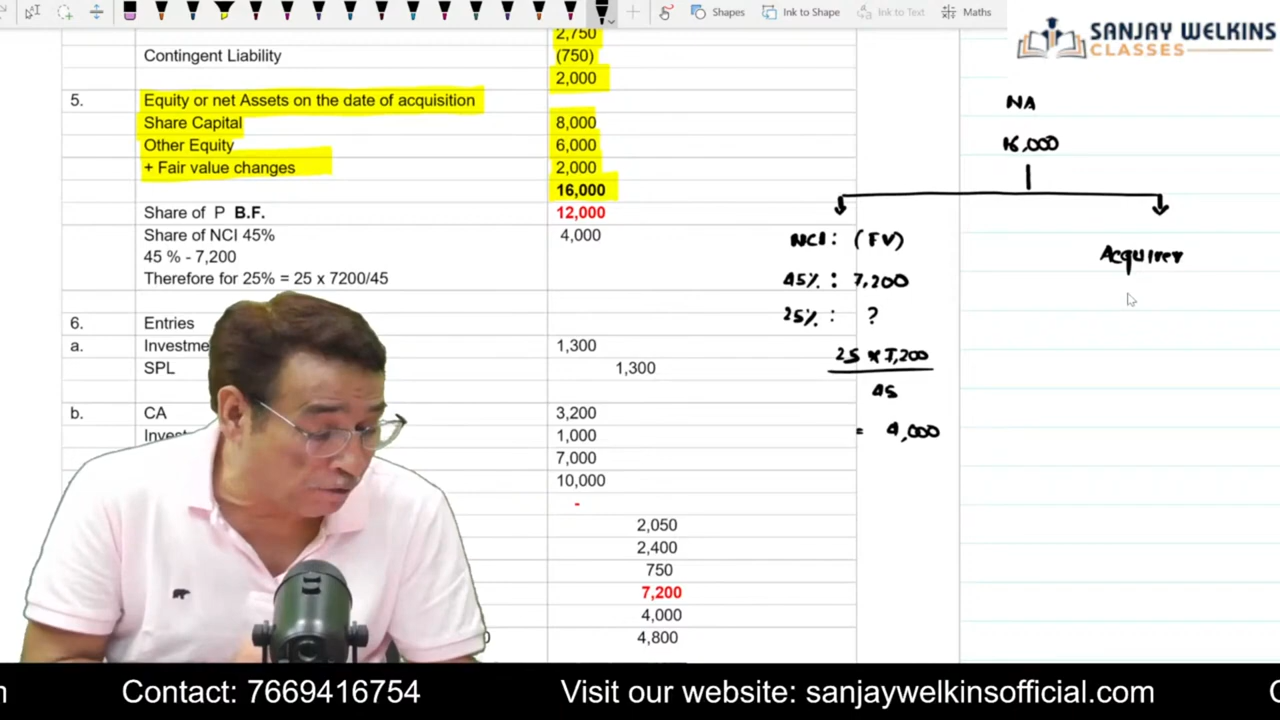 Shapes
Ink to Shape
Ink to Text
Maths
SANJAY WELKINS
CLASSES
2,750
Contingent Liability (750)
2,000
5. Equity or net Assets on the date of acquisition
Share Capital 8,000
Other Equity 6,000
+ Fair value changes 2,000
16,000
Share of P B.F. 12,000
Share of NCI 45% 4,000
45 % - 7,200
Therefore for 25% = 25 x 7200/45
6. Entries
a. Investme 1,300
SPL 1,300
b. CA 3,200
Inves 1,000
7,000
10,000
-
2,050
2,400
750
7,200
4,000
0 4,800
NA
16,000
NCI : (FV)
45% : 7,200
25% : ?
25 x 7,200
45
= 4,000
Acquirer
Contact: 7669416754 Visit our website: sanjaywelkinsofficial.com